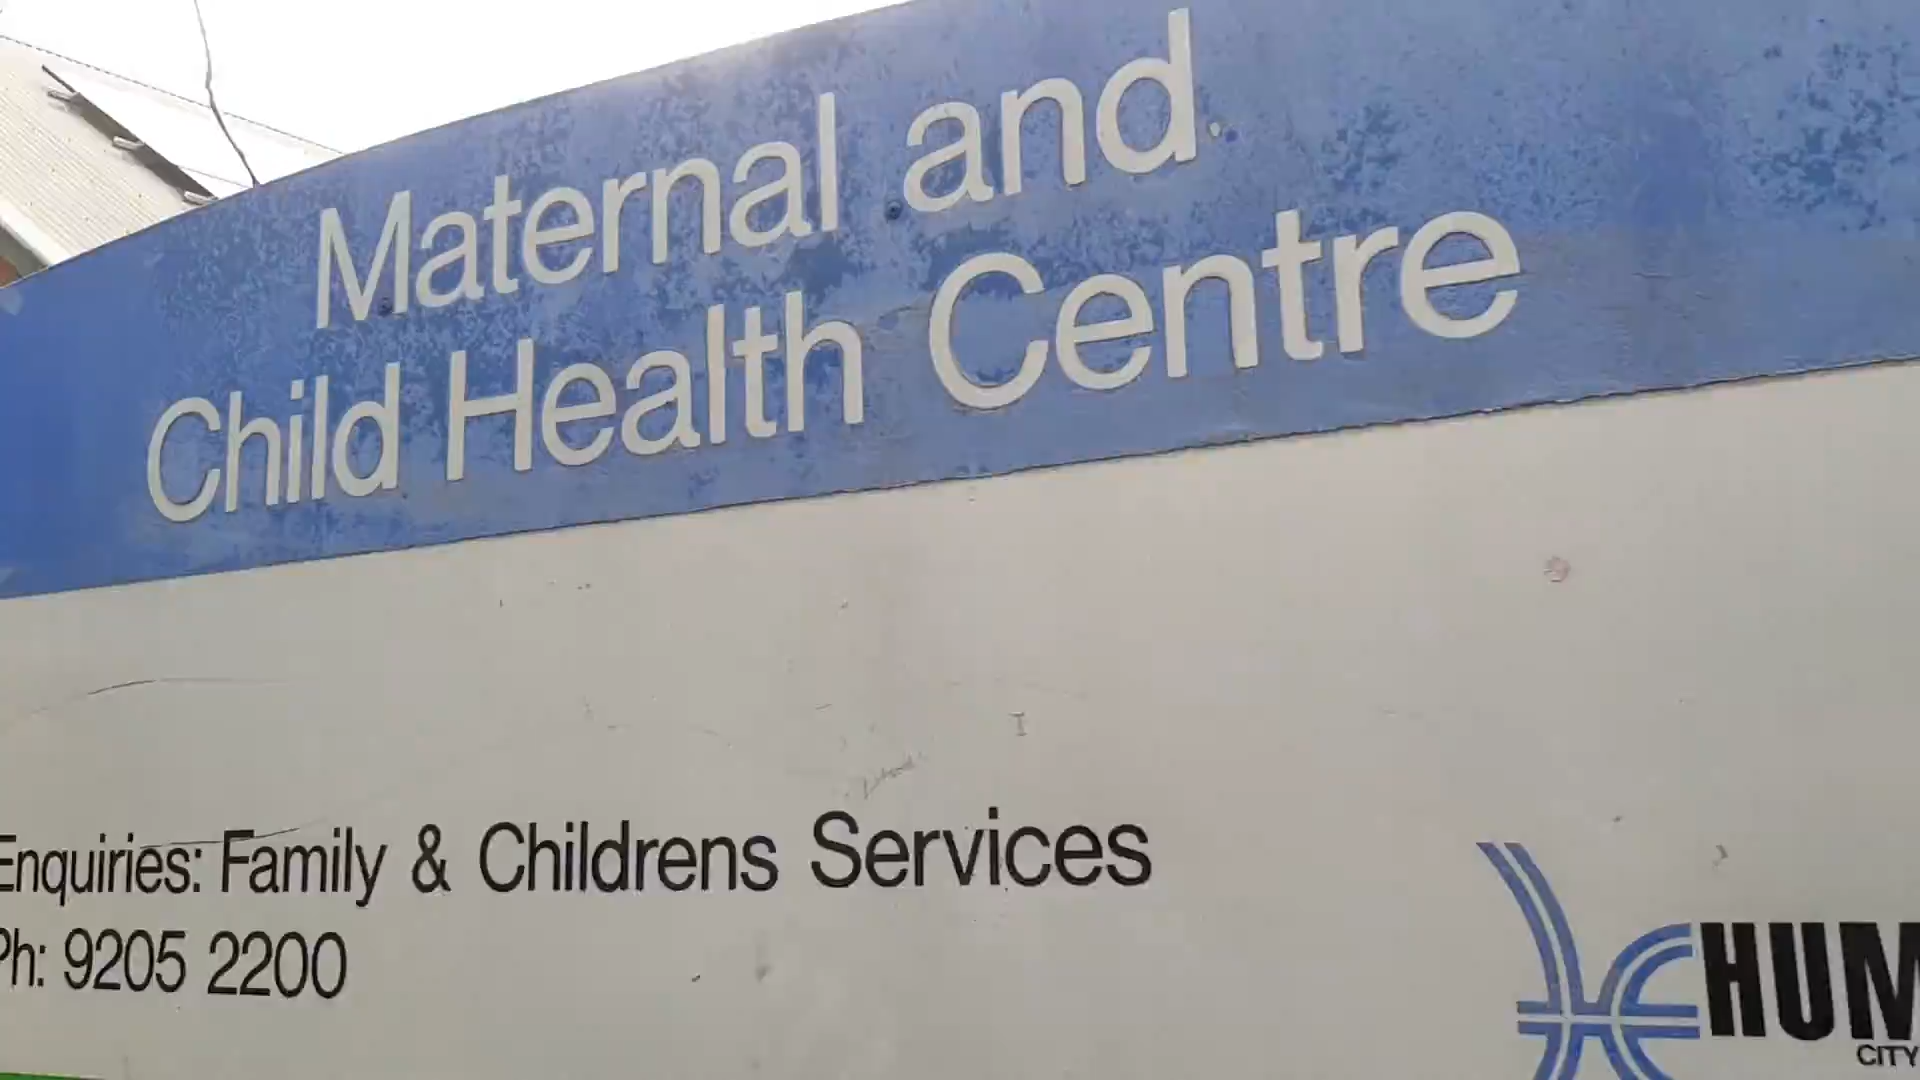 Maternal and
Child Health Centre
Enquiries: Family & Childrens Services
Ph: 9205 2200
HUM
CITY